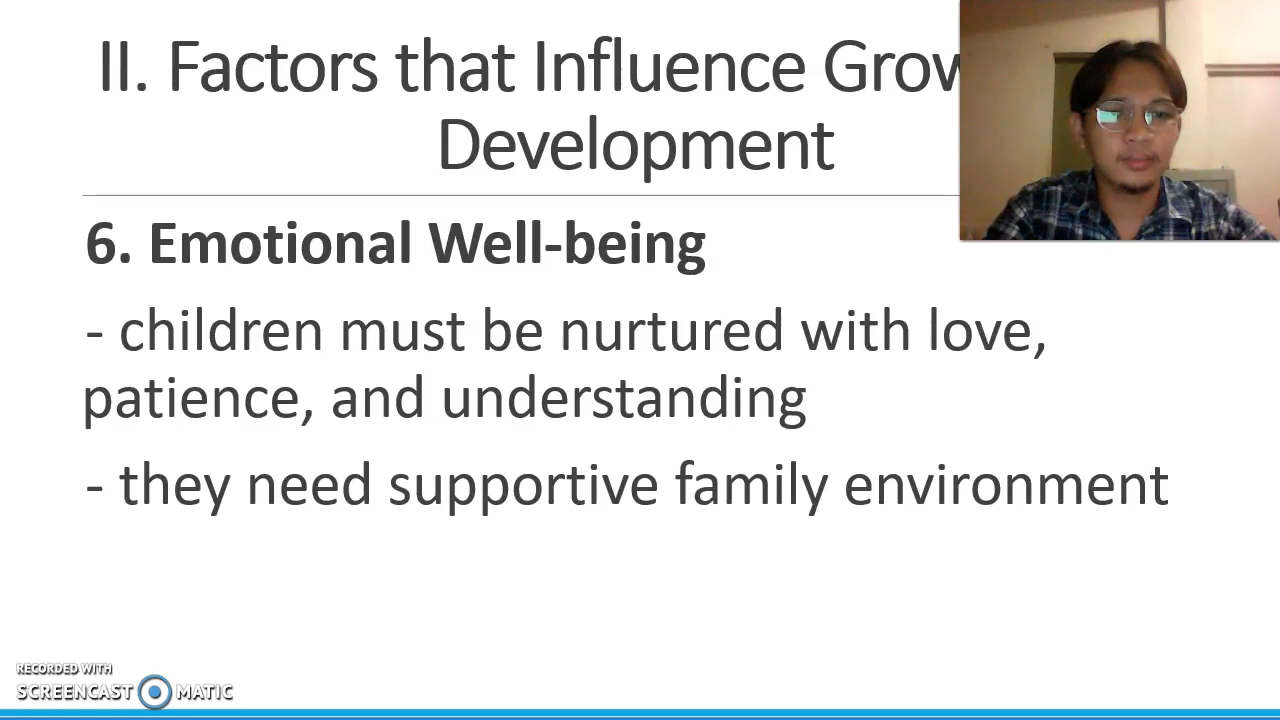 II. Factors that Influence Grow
Development
6. Emotional Well-being
- children must be nurtured with love,
patience, and understanding
- they need supportive family environment
RECORDED WITH
SCREENCAST MATIC